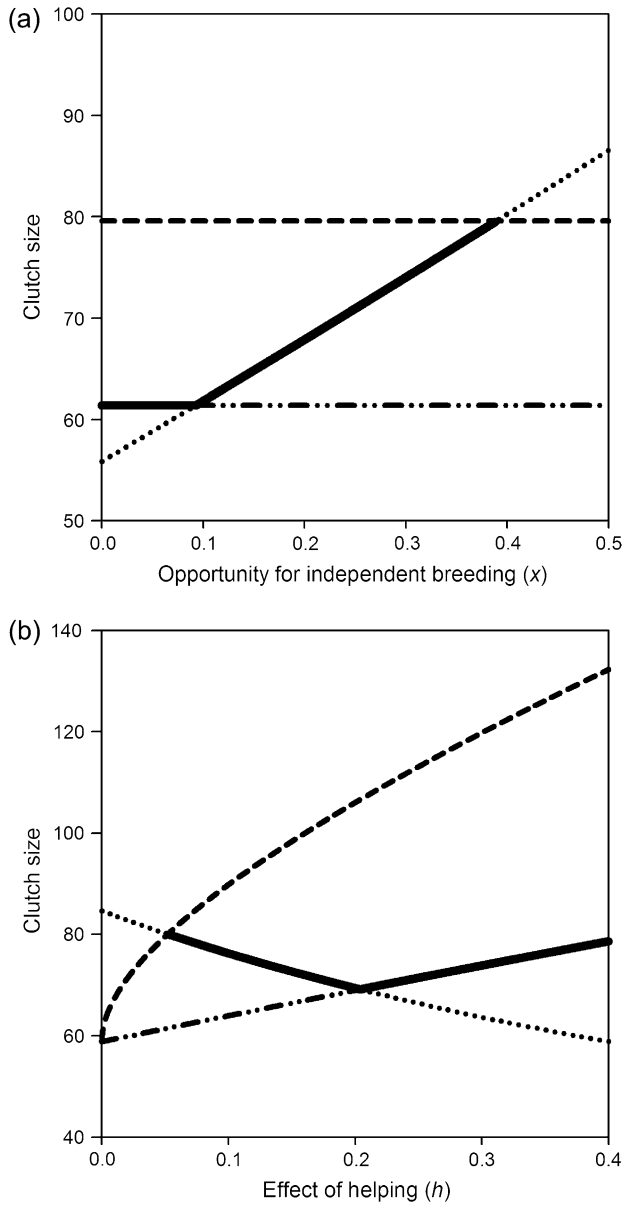 (a)
100
90
80
70
60
50
Clutch size
0.0 0.1 0.2 0.3 0.4 0.5
Opportunity for independent breeding (x)
(b)
140
120
100
80
60
40
Clutch size
0.0 0.1 0.2 0.3 0.4
Effect of helping (h)